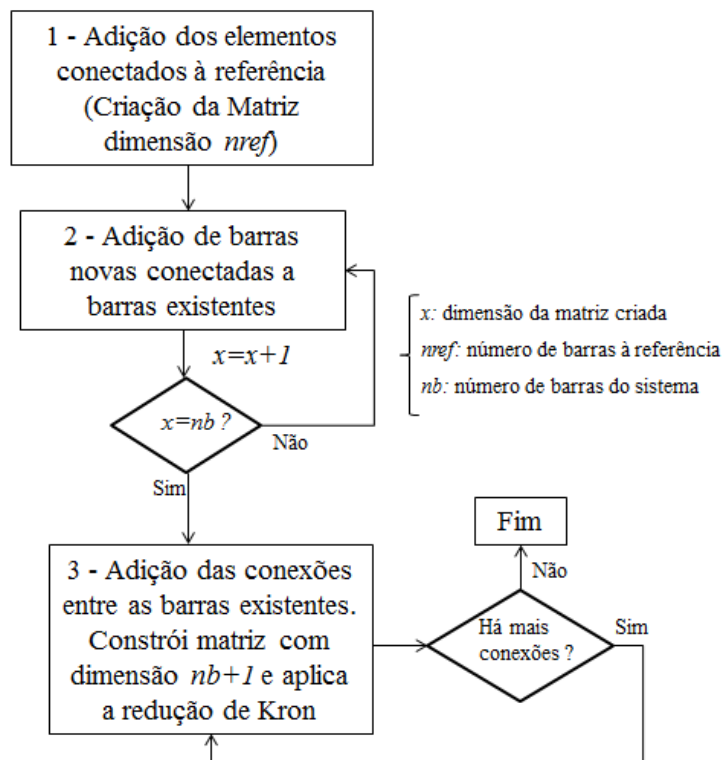 1 - Adição dos elementos
conectados à referência
(Criação da Matriz
dimensão nref)
2 - Adição de barras
novas conectadas a
barras existentes
x=x+1
x: dimensão da matriz criada
nref: número de barras à referência
nb: número de barras do sistema
x=nb ?
Não
Sim
3 - Adição das conexões
entre as barras existentes.
Constrói matriz com
dimensão nb+1 e aplica
a redução de Kron
Há mais
conexões ?
Sim
Não
Fim